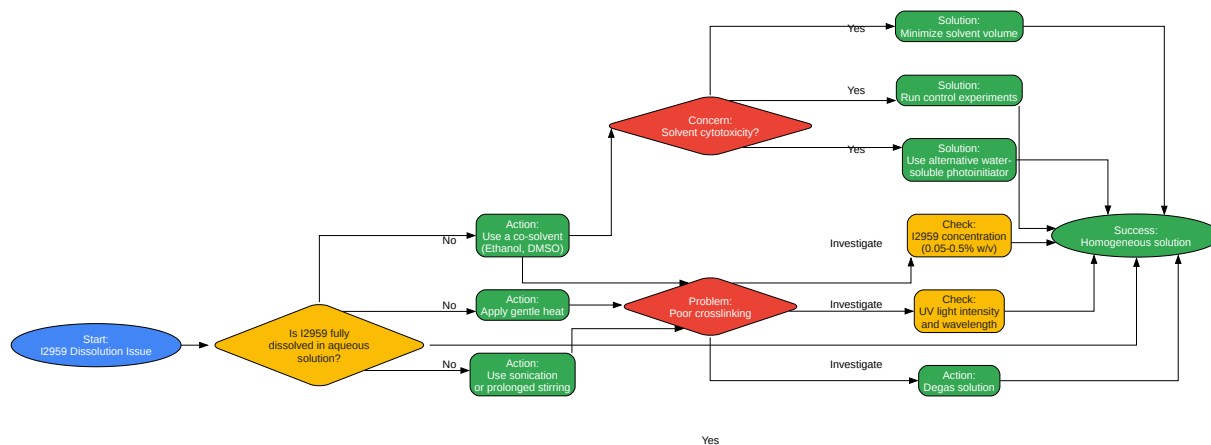 Start:
I2959 Dissolution Issue
Is I2959 fully
dissolved in aqueous
solution?
No
No
No
Action:
Use a co-solvent
(Ethanol, DMSO)
Action:
Apply gentle heat
Action:
Use sonication
or prolonged stirring
Concern:
Solvent cytotoxicity?
Problem:
Poor crosslinking
Yes
Yes
Yes
Investigate
Investigate
Investigate
Yes
Solution:
Minimize solvent volume
Solution:
Run control experiments
Solution:
Use alternative water-
soluble photoinitiator
Check:
I2959 concentration
(0.05-0.5% w/v)
Check:
UV light intensity
and wavelength
Action:
Degas solution
Success:
Homogeneous solution